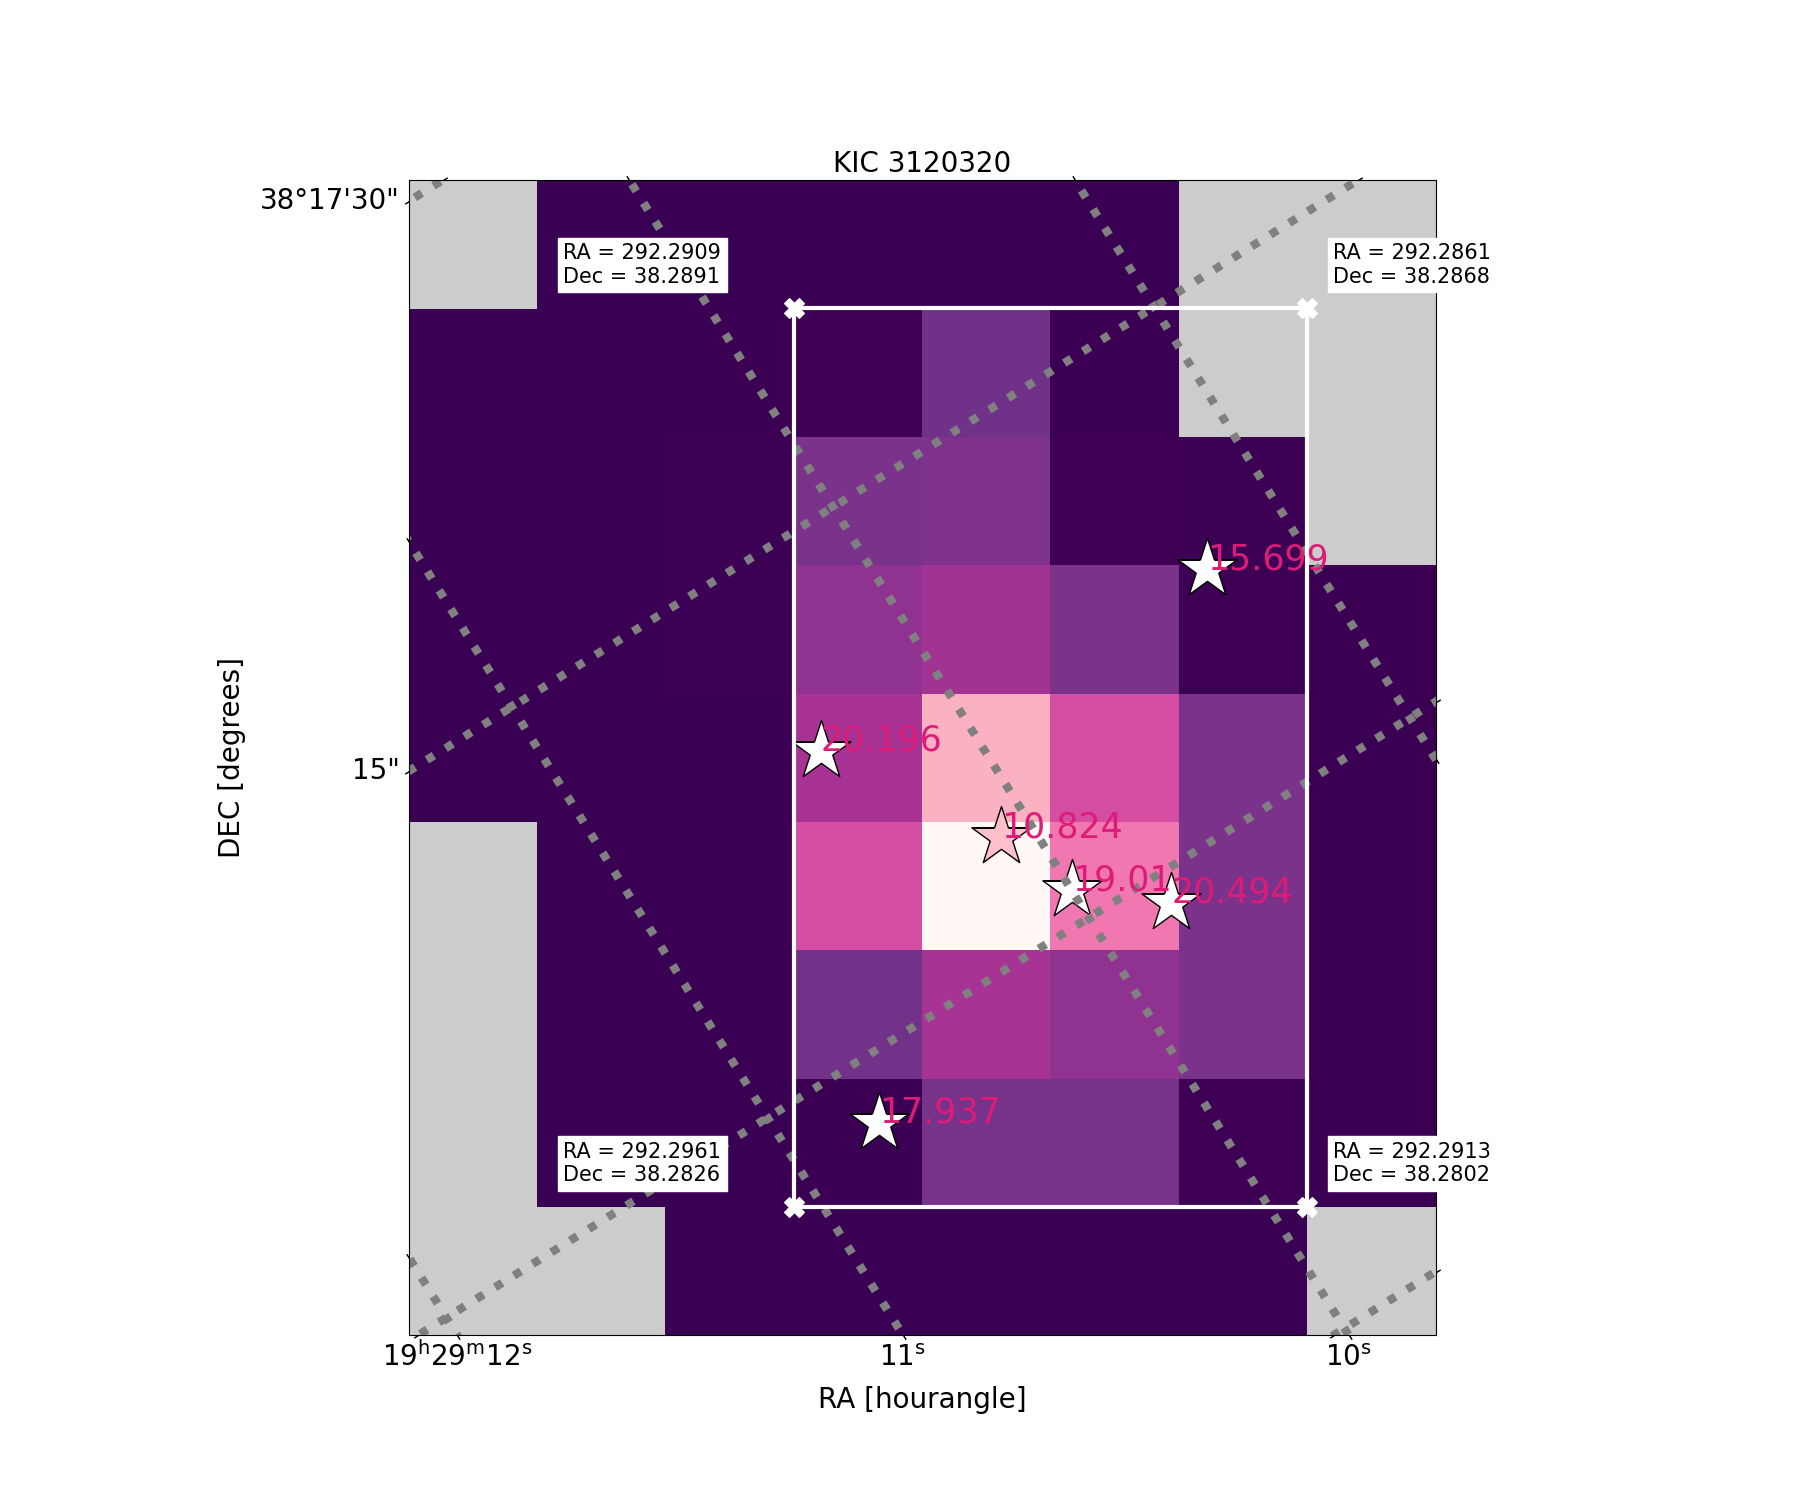 KIC 3120320
38°17'30"
RA = 292.2909
Dec = 38.2891
RA = 292.2861
Dec = 38.2868
15.699
20.196
15"
10.824
19.01
20.494
DEC [degrees]
17.937
RA = 292.2961
Dec = 38.2826
RA = 292.2913
Dec = 38.2802
19ʰ29ᵐ12ˢ
11ˢ
10ˢ
RA [hourangle]